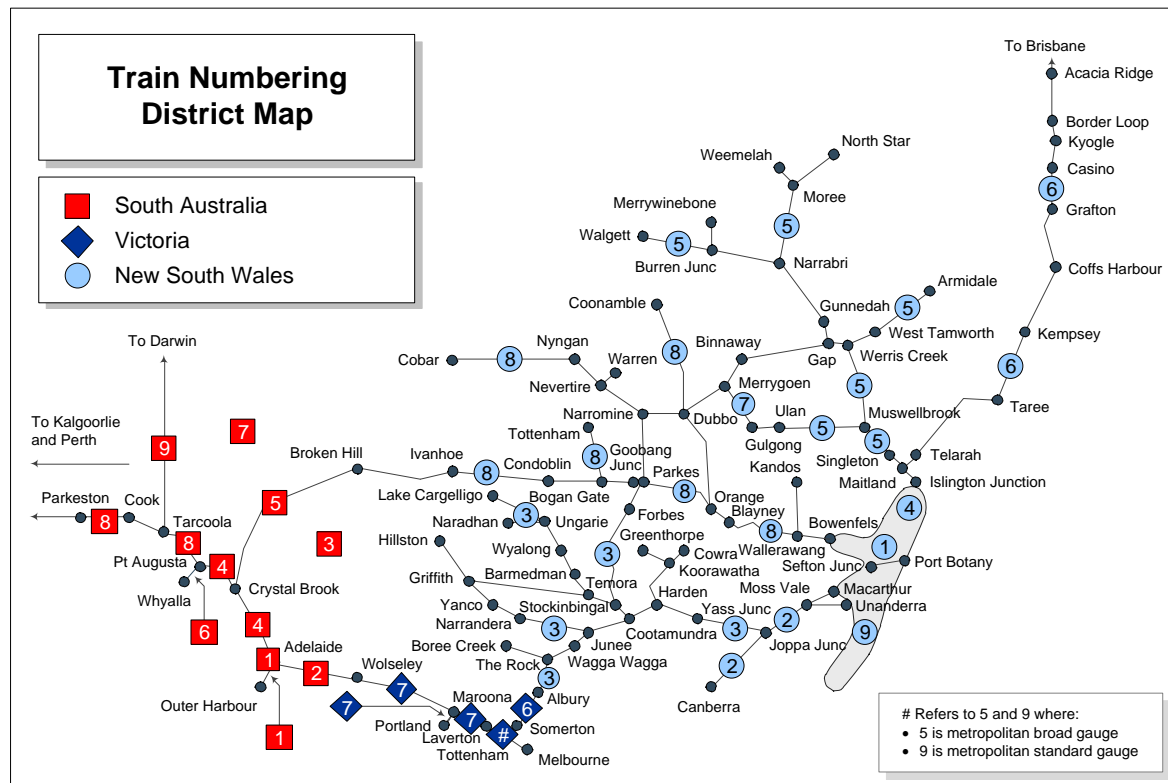 Train Numbering
District Map
South Australia
Victoria
New South Wales
To Brisbane
Acacia Ridge
Border Loop
Kyogle
Casino
6
Grafton
Coffs Harbour
Kempsey
6
Taree
North Star
Weemelah
Moree
5
Merrywinebone
Walgett
5
Burren Junc
Narrabri
Armidale
5
Gunnedah
West Tamworth
Coonamble
Binnaway
Gap
Werris Creek
Nyngan
Warren
Cobar
8
8
5
Nevertire
Merrygoen
7
Ulan
Muswellbrook
Narromine
Dubbo
5
5
Gulgong
Singleton
Telarah
Tottenham
Goobang
Junc
Kandos
Maitland
Islington Junction
To Darwin
To Kalgoorlie
and Perth
9
7
Broken Hill
Ivanhoe
8
Condoblin
8
Parkes
8
Orange
Parkeston
Cook
5
Lake Cargelligo
Bogan Gate
Blayney
Bowenfels
4
8
Tarcoola
3
Naradhan
3
Ungarie
Forbes
8
Wallerawang
1
8
Hillston
Greenthorpe
Cowra
Sefton Junc
Port Botany
Pt Augusta
4
Wyalong
3
Koorawatha
Whyalla
Crystal Brook
Griffith
Barmedman
Temora
Harden
Moss Vale
Macarthur
Yanco
Stockinbingal
Yass Junc
Unanderra
6
4
Narrandera
3
Cootamundra
3
2
9
Adelaide
Boree Creek
Junee
Joppa Junc
1
2
Wolseley
The Rock
Wagga Wagga
7
3
2
Outer Harbour
7
Maroona
Albury
Canberra
Portland
7
6
1
Laverton
#
Somerton
Tottenham
Melbourne
# Refers to 5 and 9 where:
• 5 is metropolitan broad gauge
• 9 is metropolitan standard gauge